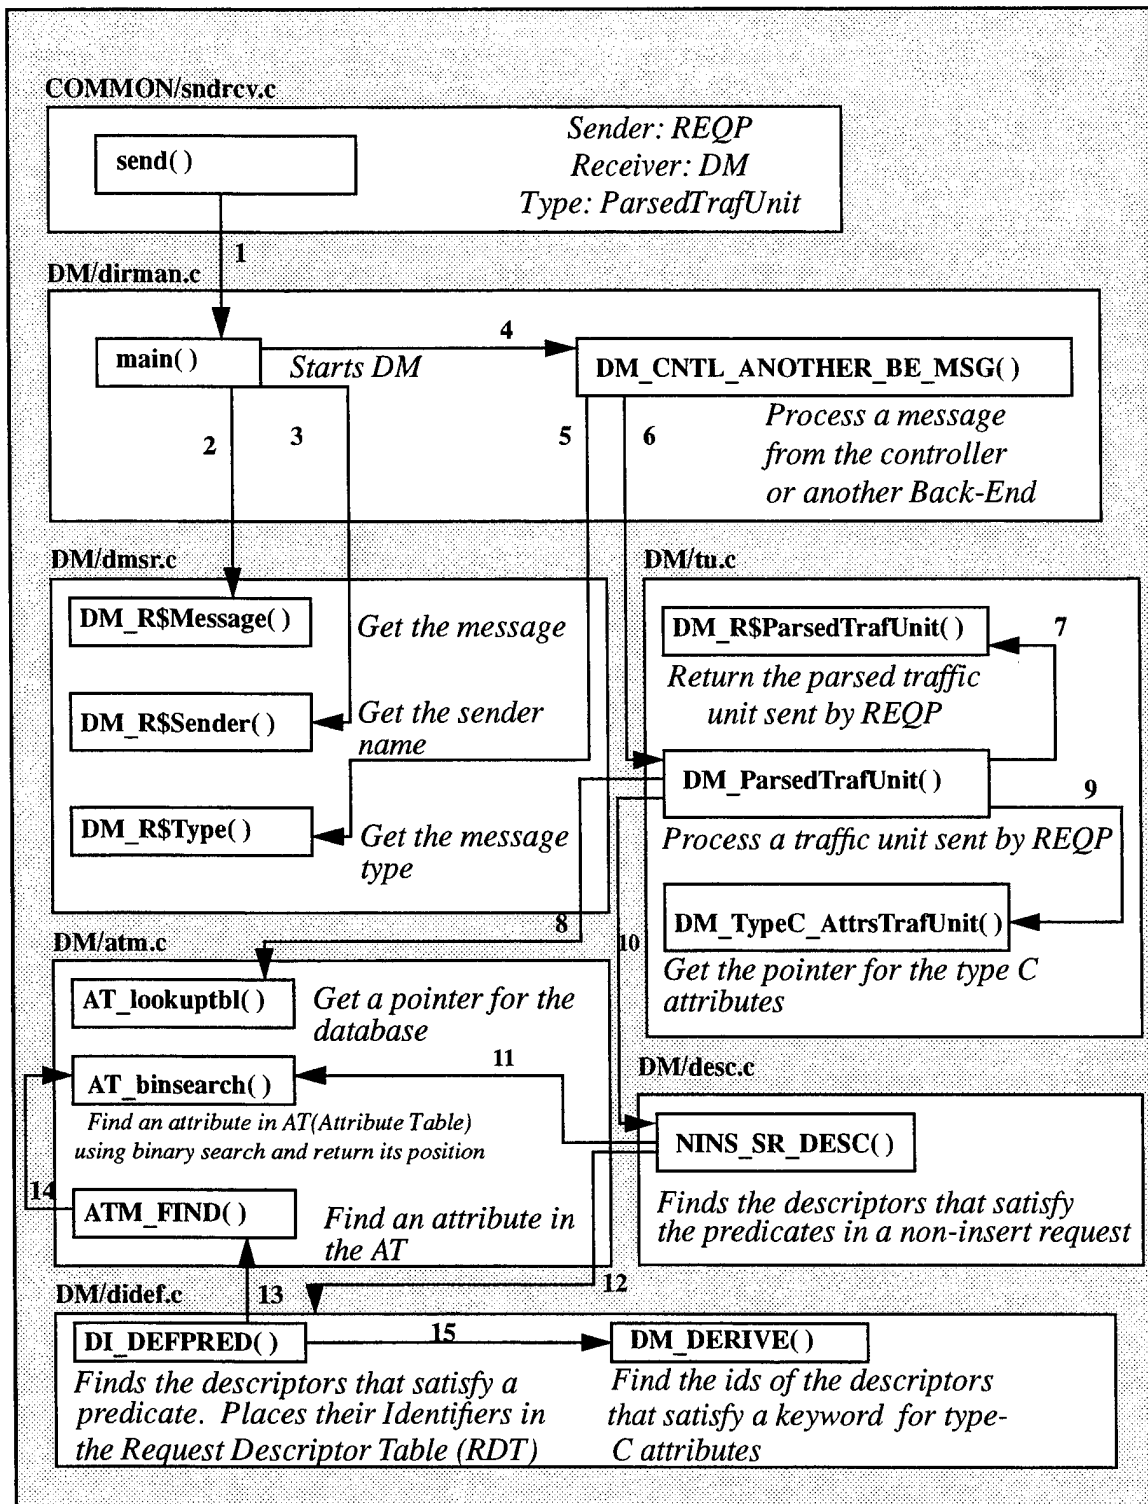 COMMON/sndrcv.c
send( )
Sender: REQP
Receiver: DM
Type: ParsedTrafUnit
1
DM/dirman.c
main( )
Starts DM
4
DM_CNTL_ANOTHER_BE_MSG( )
2
3
5
6
Process a message
from the controller
or another Back-End
DM/dmsr.c
DM_R$Message( )
Get the message
DM_R$Sender( )
Get the sender
name
DM_R$Type( )
Get the message
type
DM/tu.c
DM_R$ParsedTrafUnit( )
7
Return the parsed traffic
unit sent by REQP
DM_ParsedTrafUnit( )
9
Process a traffic unit sent by REQP
DM_TypeC_AttrsTrafUnit( )
Get the pointer for the type C
attributes
8
10
DM/atm.c
AT_lookuptbl( )
Get a pointer for the
database
AT_binsearch( )
11
Find an attribute in AT(Attribute Table)
using binary search and return its position
14
ATM_FIND( )
Find an attribute in
the AT
DM/desc.c
NINS_SR_DESC( )
Finds the descriptors that satisfy
the predicates in a non-insert request
DM/didef.c
13
12
DI_DEFPRED( )
15
DM_DERIVE( )
Finds the descriptors that satisfy a
predicate. Places their Identifiers in
the Request Descriptor Table (RDT)
Find the ids of the descriptors
that satisfy a keyword for type-
C attributes